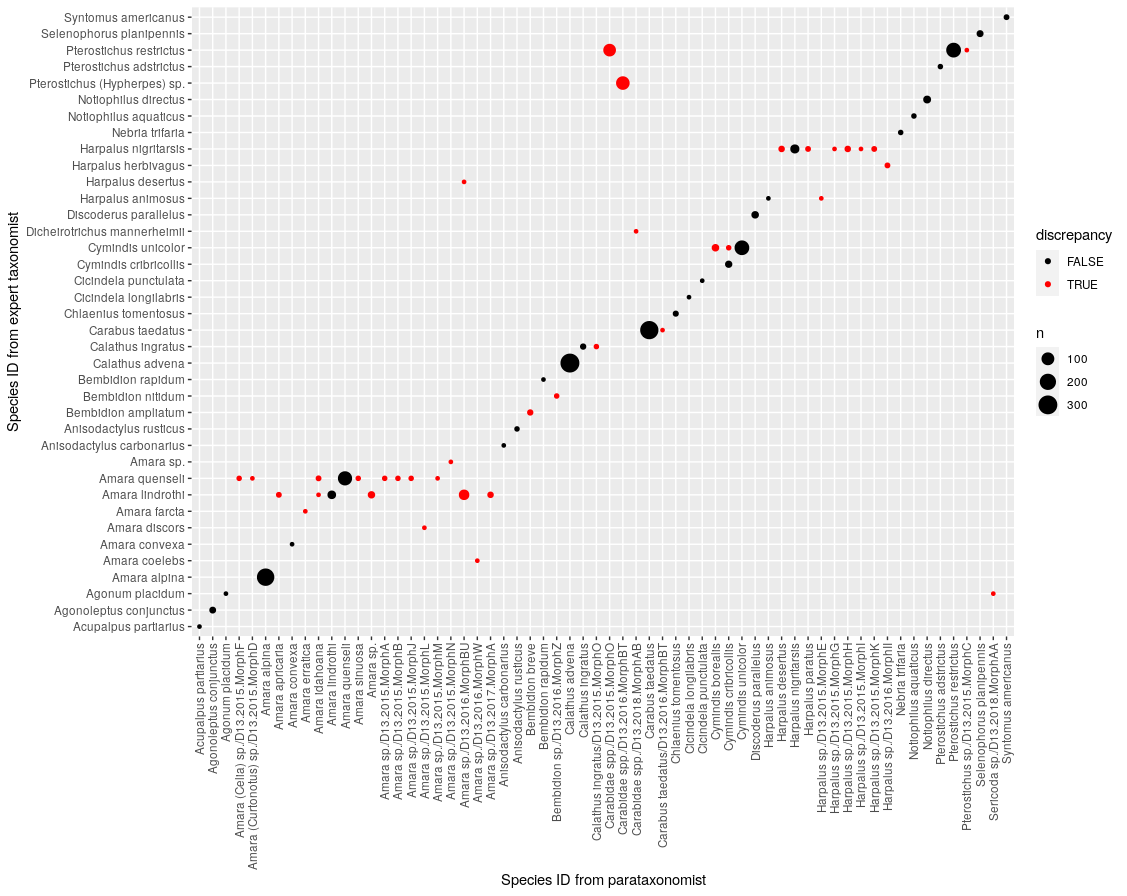 Species ID from expert taxonomist
Syntomus americanus
Selenophorus planipennis
Pterostichus restrictus
Pterostichus adstrictus
Pterostichus (Hypherpes) sp.
Notiophilus directus
Notiophilus aquaticus
Nebria trifaria
Harpalus nigritarsis
Harpalus herbivagus
Harpalus desertus
Harpalus animosus
Discoderus parallelus
Dicheirotrichus mannerheimii
Cymindis unicolor
Cymindis cribricollis
Cicindela punctulata
Cicindela longilabris
Chlaenius tomentosus
Carabus taedatus
Calathus ingratus
Calathus advena
Bembidion rapidum
Bembidion nitidum
Bembidion ampliatum
Anisodactylus rusticus
Anisodactylus carbonarius
Amara sp.
Amara quenseli
Amara lindrothi
Amara farcta
Amara discors
Amara convexa
Amara coelebs
Amara alpina
Agonum placidum
Agonoleptus conjunctus
Acupalpus partiarius
Acupalpus partiarius
Agonoleptus conjunctus
Agonum placidum
Amara (Celia) sp./D13.2015.MorphF
Amara (Curtonotus) sp./D13.2015.MorphD
Amara alpina
Amara apricaria
Amara convexa
Amara erratica
Amara idahoana
Amara lindrothi
Amara quenseli
Amara sinuosa
Amara sp.
Amara sp./D13.2015.MorphA
Amara sp./D13.2015.MorphB
Amara sp./D13.2015.MorphJ
Amara sp./D13.2015.MorphL
Amara sp./D13.2015.MorphM
Amara sp./D13.2015.MorphN
Amara sp./D13.2016.MorphBU
Amara sp./D13.2016.MorphW
Amara sp./D13.2017.MorphA
Anisodactylus carbonarius
Anisodactylus rusticus
Bembidion breve
Bembidion rapidum
Bembidion sp./D13.2016.MorphZ
Calathus advena
Calathus ingratus
Calathus ingratus/D13.2015.MorphO
Carabidae spp./D13.2015.MorphO
Carabidae spp./D13.2016.MorphBT
Carabidae spp./D13.2018.MorphAB
Carabus taedatus
Carabus taedatus/D13.2016.MorphBT
Chlaenius tomentosus
Cicindela longilabris
Cicindela punctulata
Cymindis borealis
Cymindis cribricollis
Cymindis unicolor
Discoderus parallelus
Harpalus animosus
Harpalus desertus
Harpalus nigritarsis
Harpalus paratus
Harpalus sp./D13.2015.MorphE
Harpalus sp./D13.2015.MorphG
Harpalus sp./D13.2015.MorphH
Harpalus sp./D13.2015.MorphI
Harpalus sp./D13.2015.MorphK
Harpalus sp./D13.2016.MorphII
Nebria trifaria
Notiophilus aquaticus
Notiophilus directus
Pterostichus adstrictus
Pterostichus restrictus
Pterostichus sp./D13.2015.MorphC
Selenophorus planipennis
Sericoda sp./D13.2018.MorphAA
Syntomus americanus
Species ID from parataxonomist
discrepancy
FALSE
TRUE
n
100
200
300